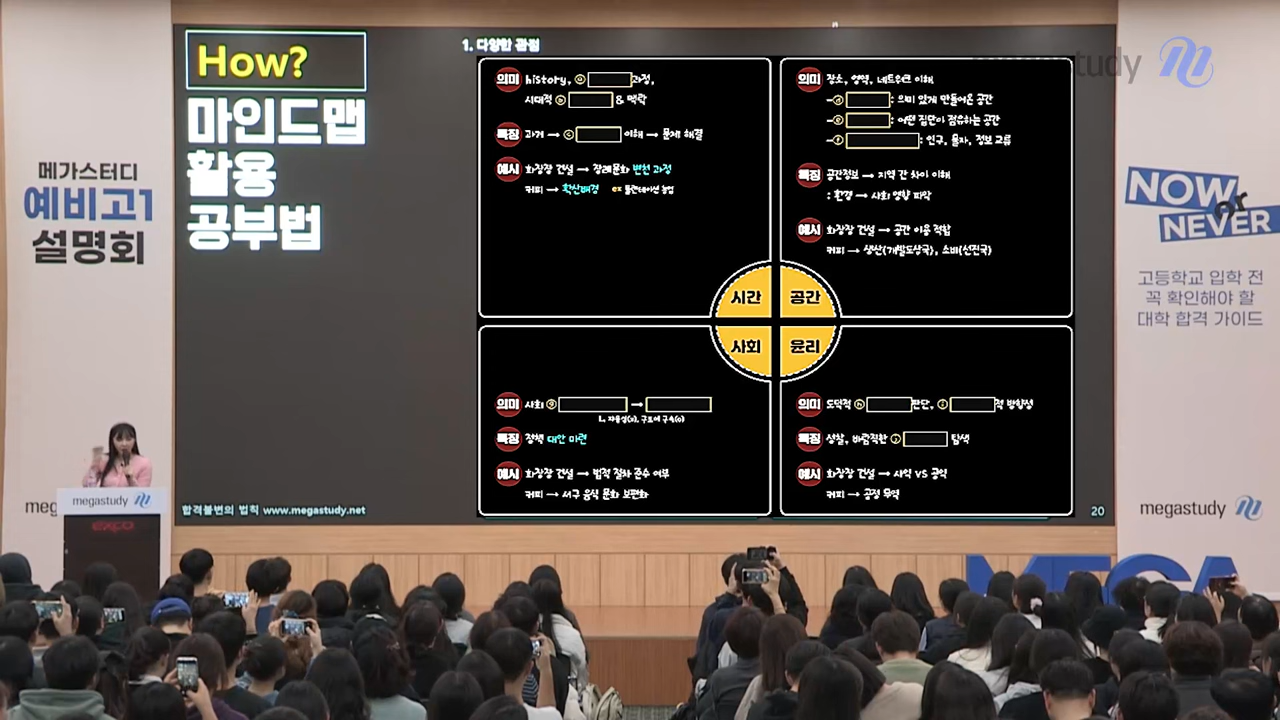 How?
마인드맵
활용
공부법
1. 다양한 관점
의미 history, ⓐ 과정,
시대적 ⓑ & 맥락
특징 과거 → ⓒ 이해 → 문제 해결
예시 화장장 건설 → 장례문화 변천 과정
커피 → 확산배경 ex 플랜테이션 농업
의미 장소, 영역, 네트워크 이해
-ⓓ : 의미 있게 만들어온 공간
-ⓔ : 어떤 집단이 점유하는 공간
-ⓕ : 인구, 물자, 정보 교류
특징 공간정보 → 지역 간 차이 이해
: 환경 → 사회 영향 파악
예시 화장장 건설 → 공간 이용 적합
커피 → 생산(개발도상국), 소비(선진국)
시간
공간
사회
윤리
의미 사회 ⓖ →
특징 정책 대안 마련
예시 화장장 건설 → 법적 절차 준수 여부
커피 → 서구 음식 문화 보편화
의미 도덕적 ⓗ 판단, ⓘ 적 방향성
특징 성찰, 바람직한 ⓙ 탐색
예시 화장장 건설 → 사익 VS 공익
커피 → 공정 무역
합격불변의 법칙 www.megastudy.net
20
메가스터디
예비고1
설명회
megastudy
expo
meg
megastudy
NOW
or
NEVER
고등학교 입학 전
꼭 확인해야 할
대학 합격 가이드
megastudy
MEGA